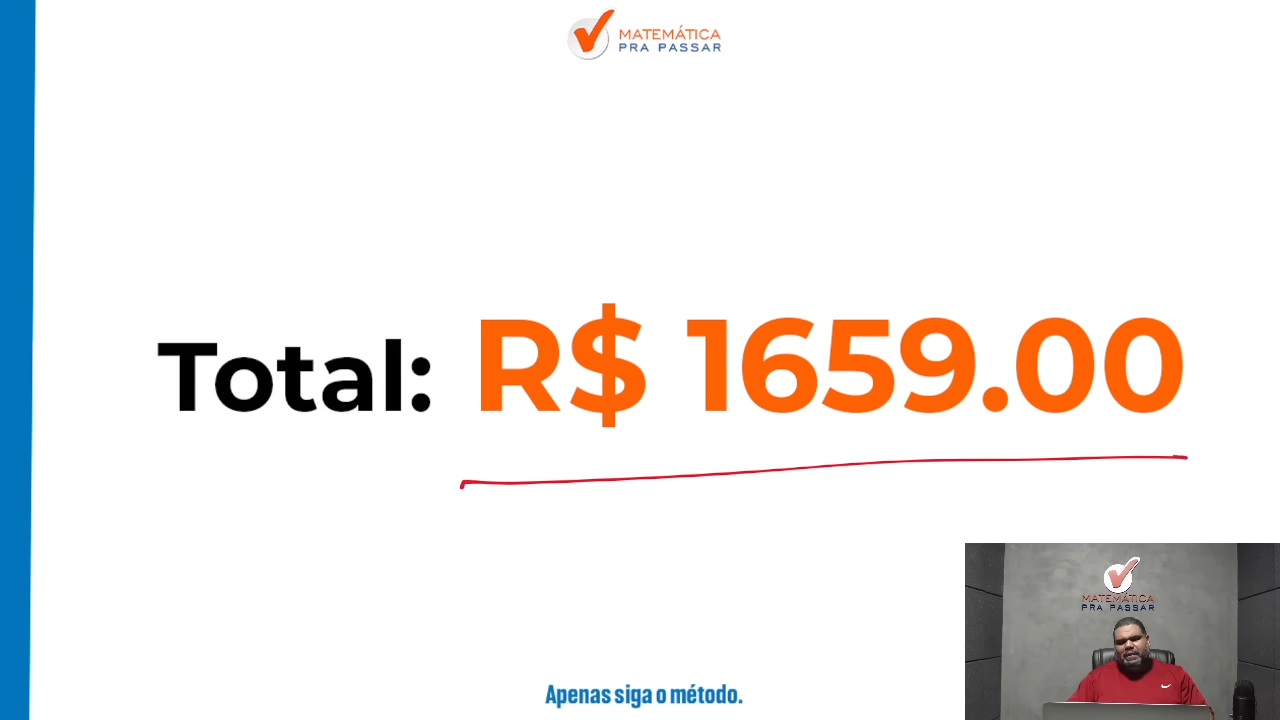 MATEMÁTICA
PRA PASSAR
Total: R$ 1659.00
MATEMÁTICA
PRA PASSAR
Apenas siga o método.